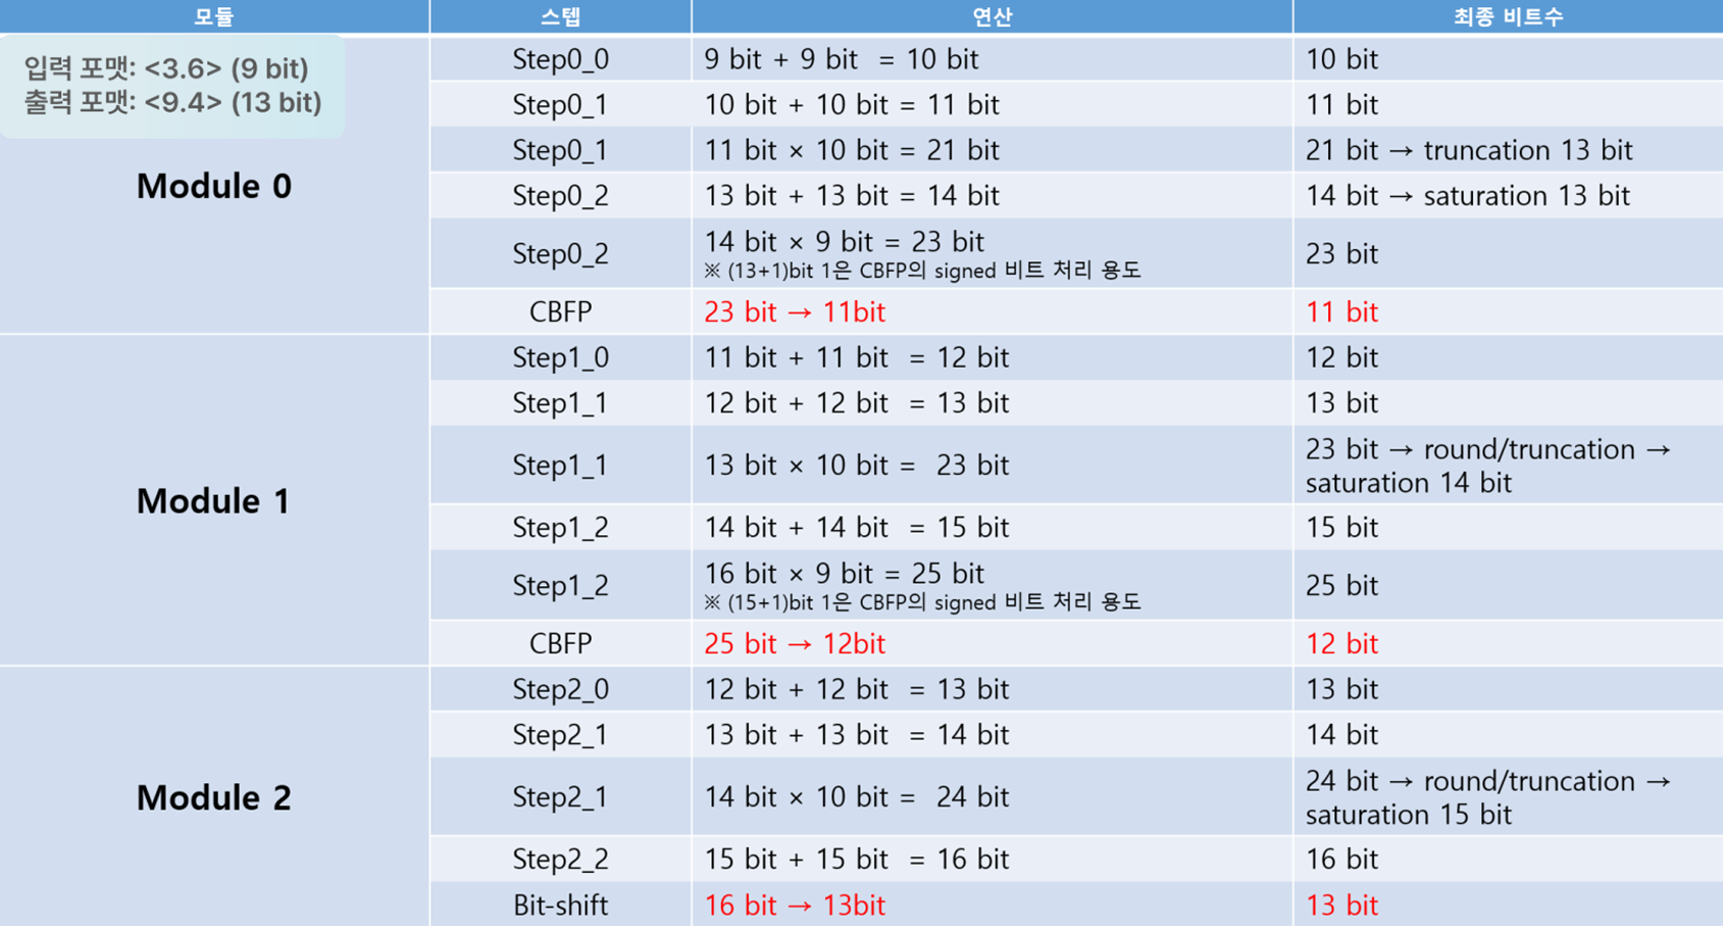 모듈 스텝 연산 최종 비트수
입력 포맷: <3.6> (9 bit)
출력 포맷: <9.4> (13 bit)
Module 0
Step0_0 9 bit + 9 bit = 10 bit 10 bit
Step0_1 10 bit + 10 bit = 11 bit 11 bit
Step0_1 11 bit × 10 bit = 21 bit 21 bit → truncation 13 bit
Step0_2 13 bit + 13 bit = 14 bit 14 bit → saturation 13 bit
Step0_2 14 bit × 9 bit = 23 bit 23 bit
※ (13+1)bit 1은 CBFP의 signed 비트 처리 용도
CBFP 23 bit → 11bit 11 bit
Module 1
Step1_0 11 bit + 11 bit = 12 bit 12 bit
Step1_1 12 bit + 12 bit = 13 bit 13 bit
Step1_1 13 bit × 10 bit = 23 bit 23 bit → round/truncation →
saturation 14 bit
Step1_2 14 bit + 14 bit = 15 bit 15 bit
Step1_2 16 bit × 9 bit = 25 bit 25 bit
※ (15+1)bit 1은 CBFP의 signed 비트 처리 용도
CBFP 25 bit → 12bit 12 bit
Module 2
Step2_0 12 bit + 12 bit = 13 bit 13 bit
Step2_1 13 bit + 13 bit = 14 bit 14 bit
Step2_1 14 bit × 10 bit = 24 bit 24 bit → round/truncation →
saturation 15 bit
Step2_2 15 bit + 15 bit = 16 bit 16 bit
Bit-shift 16 bit → 13bit 13 bit